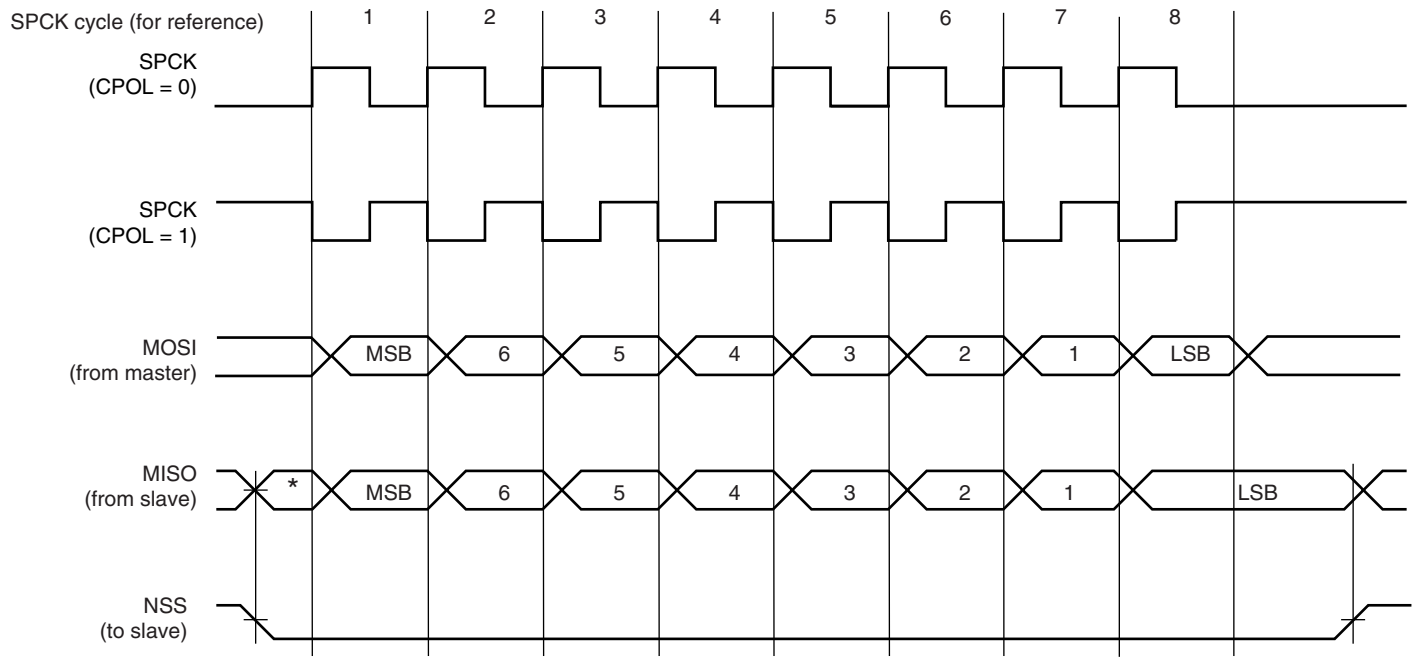 SPCK cycle (for reference) 1 2 3 4 5 6 7 8
SPCK
(CPOL = 0)
SPCK
(CPOL = 1)
MOSI
(from master)
MSB 6 5 4 3 2 1 LSB
MISO
(from slave)
* MSB 6 5 4 3 2 1 LSB
NSS
(to slave)